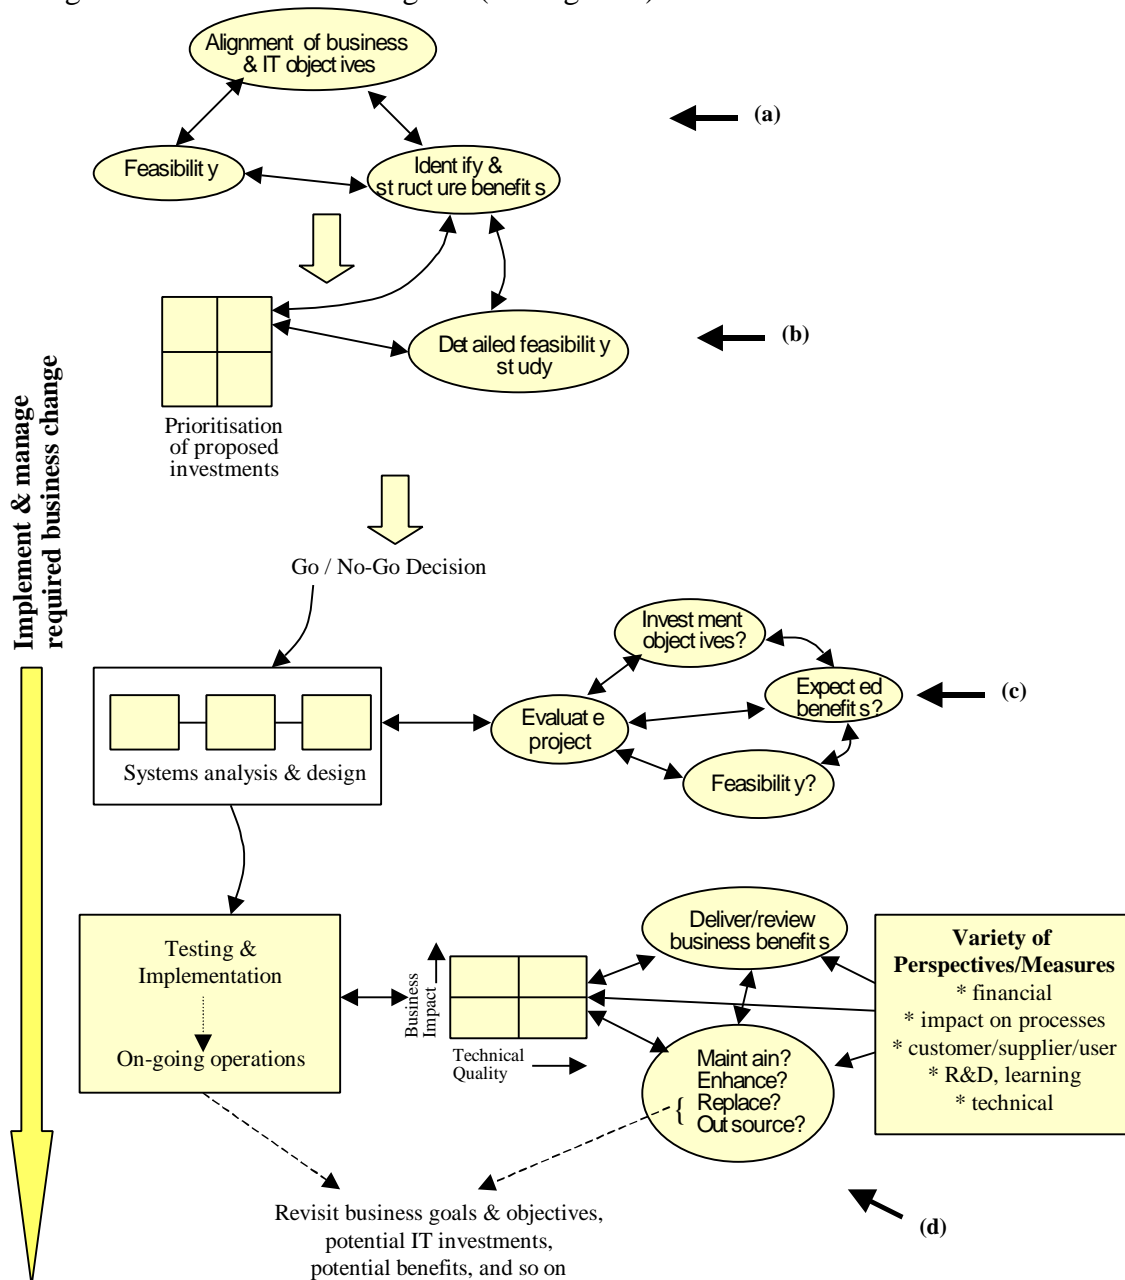 Alignment of business
& IT objectives
(a)
Feasibility
Identify &
structure benefits
(b)
Detailed feasibility
study
Prioritisation
of proposed
investments
Implement & manage
required business change
Go / No-Go Decision
Investment
objectives?
Expected
benefits?
(c)
Evaluate
project
Systems analysis & design
Feasibility?
Deliver/review
business benefits
Testing &
Implementation
On-going operations
Business
Impact
Technical
Quality
Maintain?
Enhance?
{ Replace?
Outsource?
Variety of
Perspectives/Measures
* financial
* impact on processes
* customer/supplier/user
* R&D, learning
* technical
(d)
Revisit business goals & objectives,
potential IT investments,
potential benefits, and so on